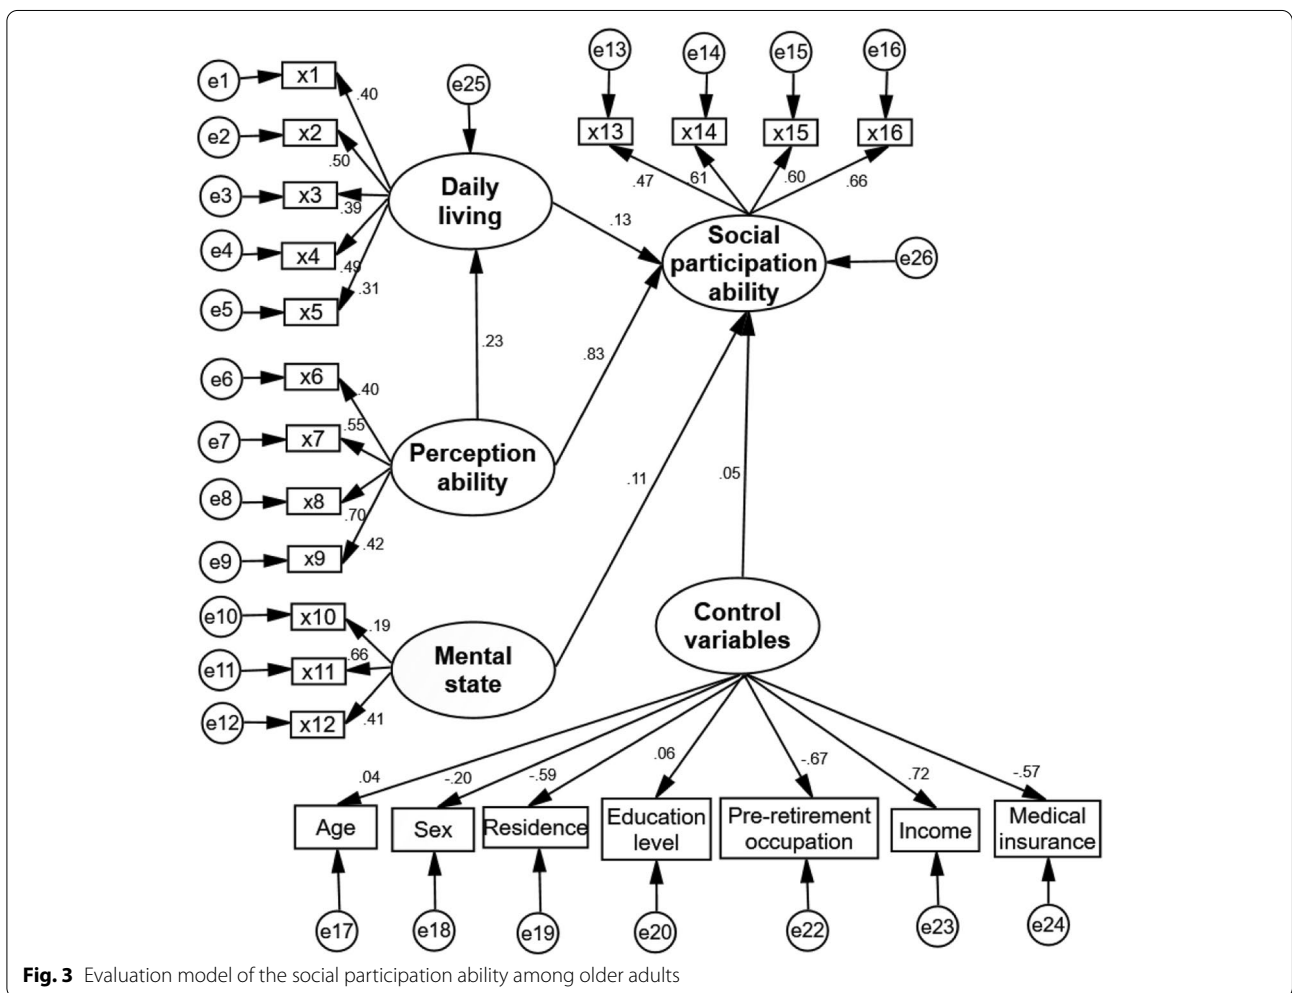 e13
e14
e15
e16
e1
x1
.40
e25
e2
x2
.50
x13
x14
x15
x16
e3
x3
.39
Daily
living
.47
61
.60
.66
e4
x4
.49
.13
Social
participation
ability
e26
e5
x5
.31
.23
.83
e6
x6
.40
e7
x7
.55
Perception
ability
e8
x8
.70
.11
.05
e9
x9
.42
e10
x10
.19
Control
variables
e11
x11
.66
Mental
state
e12
x12
.41
.04
-.20
-.59
.06
-.67
.72
-.57
Age
Sex
Residence
Education
level
Pre-retirement
occupation
Income
Medical
insurance
e17
e18
e19
e20
e22
e23
e24
Fig. 3 Evaluation model of the social participation ability among older adults